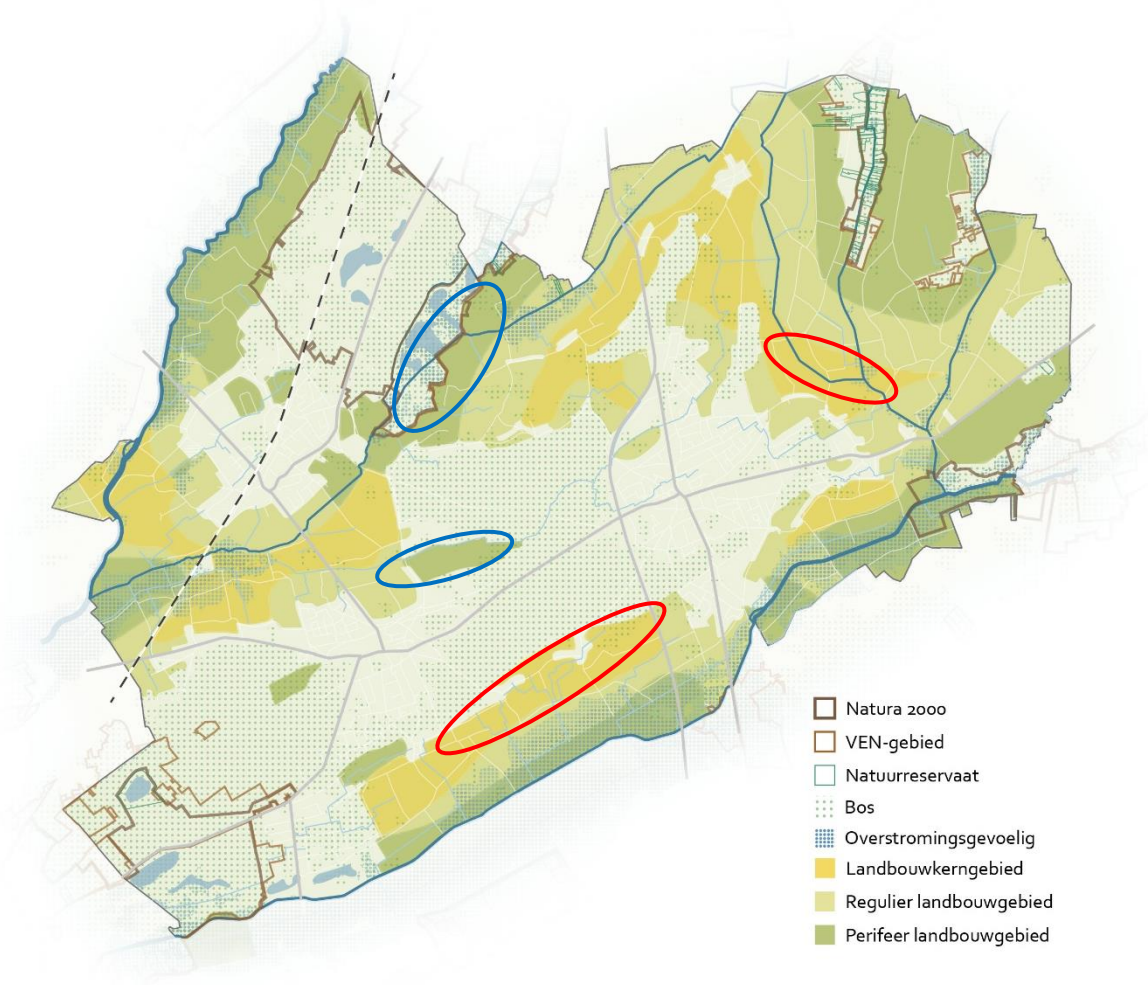 Natura 2000
VEN-gebied
Natuurreservaat
Bos
Overstromingsgevoelig
Landbouwkerngebied
Regulier landbouwgebied
Perifeer landbouwgebied